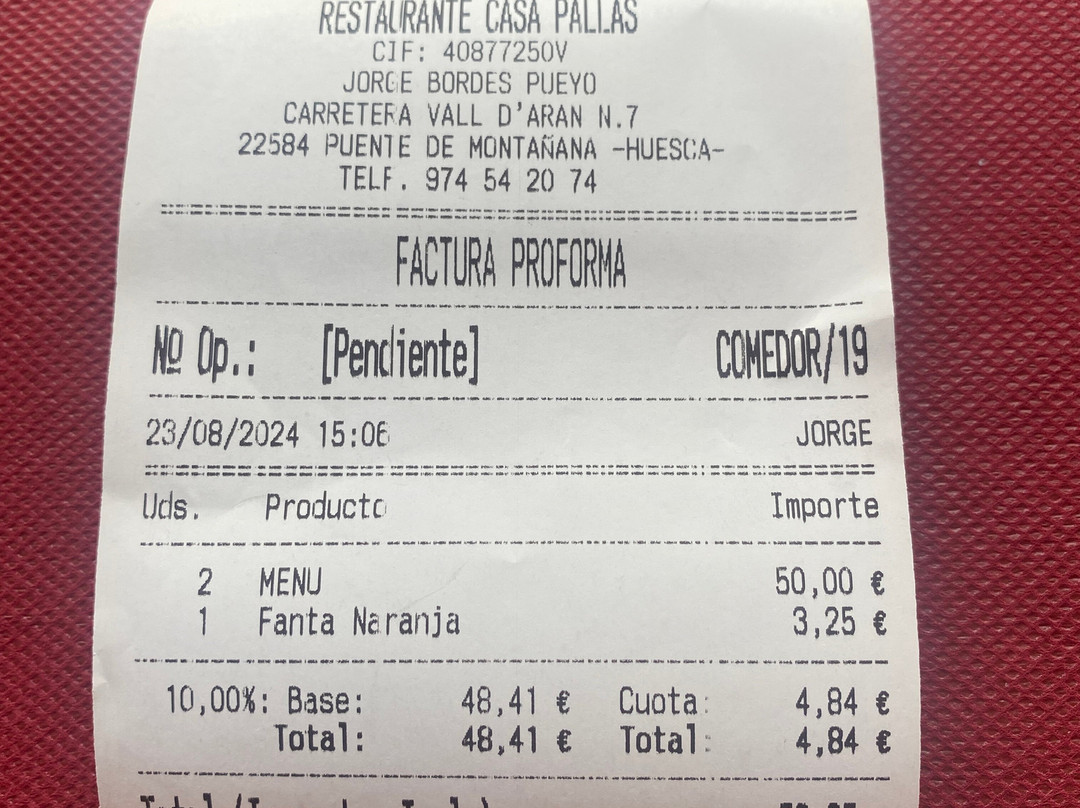 RESTAURANTE CASA PALLAS
CIF: 40877250V
JORGE BORDES PUEYO
CARRETERA VALL D'ARAN N.7
22584 PUENTE DE MONTAÑANA -HUESCA-
TELF. 974 54 20 74
FACTURA PROFORMA
Nº Op.: [Pendiente] COMEDOR/19
23/08/2024 15:06 JORGE
Uds. Producto Importe
2 MENU 50,00 €
1 Fanta Naranja 3,25 €
10,00%: Base: 48,41 € Cuota: 4,84 €
Total: 48,41 € Total: 4,84 €